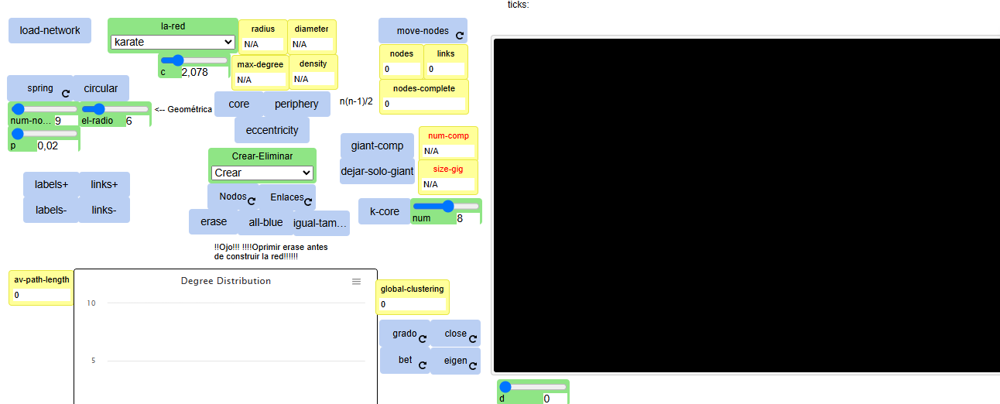 ticks:
load-network
la-red
karate
radius
N/A
diameter
N/A
move-nodes
c
2,078
max-degree
N/A
density
N/A
nodes
0
links
0
nodes-complete
0
spring
circular
core
periphery
n(n-1)/2
num-no...
9
el-radio
6
<-- Geométrica
eccentricity
p
0,02
giant-comp
num-comp
N/A
dejar-solo-giant
size-gig
N/A
Crear-Eliminar
Crear
labels+
links+
labels-
links-
Nodos
Enlaces
k-core
num
8
erase
all-blue
igual-tam...
!!Ojo!!! !!!!Oprimir erase antes
de construir la red!!!!!!
av-path-length
0
Degree Distribution
10
5
global-clustering
0
grado
close
bet
eigen
d
0